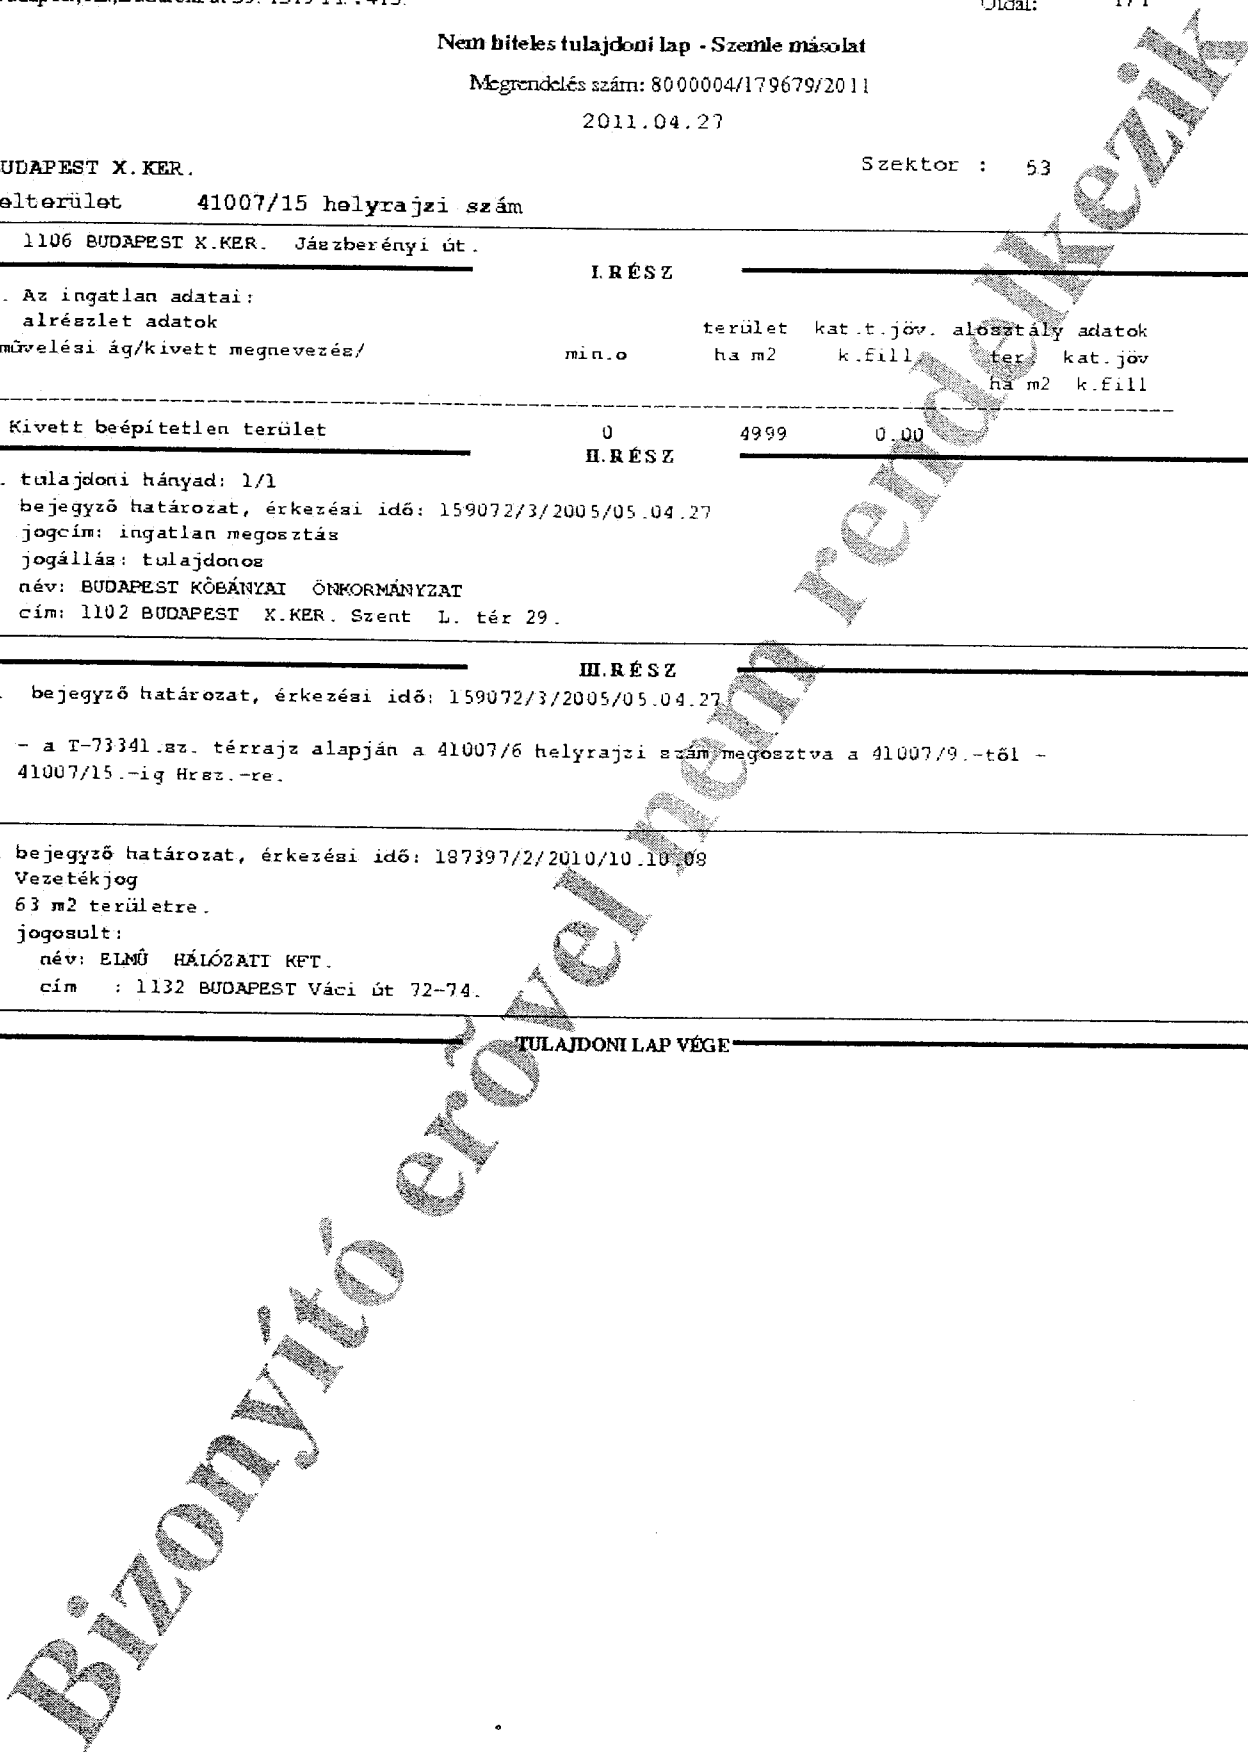 Oldal: 1 / 1
Nem hiteles tulajdoni lap - Szemle másolat
Megrendelés szám: 8000004/179679/2011
2011.04.27
UDAPEST X.KER.
Szektor : 53
elterület 41007/15 helyrajzi szám
1106 BUDAPEST X.KER. Jászberényi út.
I.RÉSZ
. Az ingatlan adatai:
alrészlet adatok
terület kat.t.jöv. alosztály adatok
művelési ág/kivett megnevezés/ min.o ha m2 k.fill. ter. kat.jöv
ha m2 k.fill
Kivett beépítetlen terület 0 4999 0.00
II.RÉSZ
. tulajdoni hányad: 1/1
bejegyző határozat, érkezési idő: 159072/3/2005/05.04.27
jogcím: ingatlan megosztás
jogállás: tulajdonos
név: BUDAPEST KÔBÁNYAI ÖNKORMÁNYZAT
cím: 1102 BUDAPEST X.KER. Szent L. tér 29.
III.RÉSZ
. bejegyző határozat, érkezési idő: 159072/3/2005/05.04.27
- a T-73341.sz. térrajz alapján a 41007/6 helyrajzi szám megosztva a 41007/9.-től -
41007/15.-ig Hrsz.-re.
. bejegyző határozat, érkezési idő: 187397/2/2010/10.10.08
Vezetékjog
63 m2 területre.
jogosult:
név: ELMÛ HÁLÓZATI KFT.
cím : 1132 BUDAPEST Váci út 72-74.
TULAJDONI LAP VÉGE
Bizonyító erővel nem rendelkezik